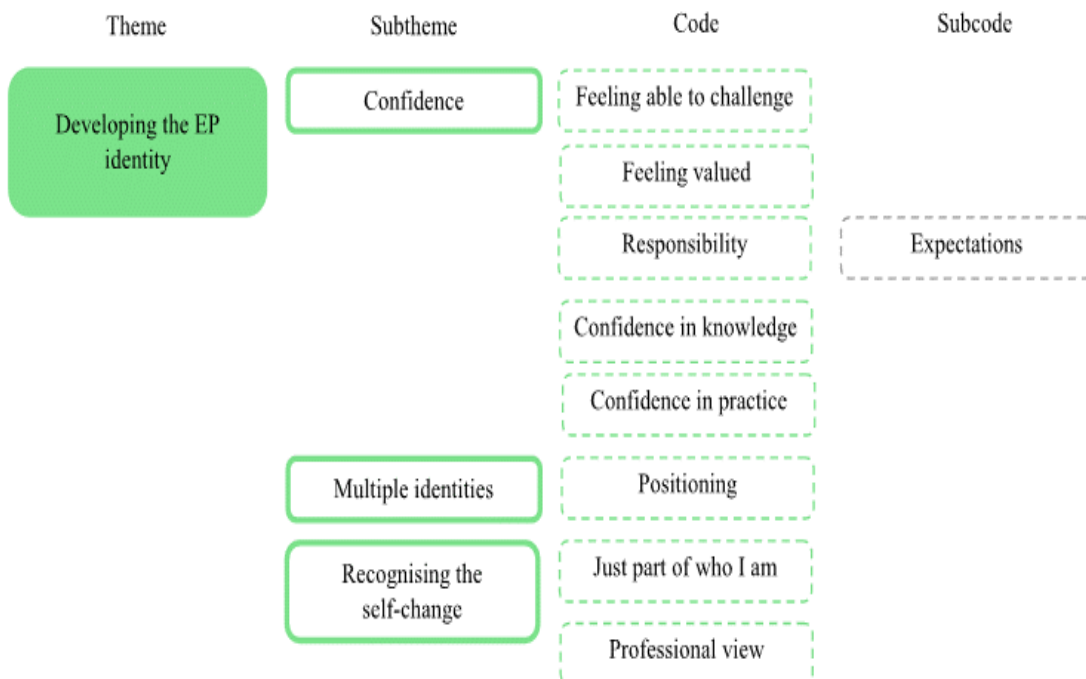 Theme Subtheme Code Subcode
Developing the EP
identity
Confidence
Feeling able to challenge
Feeling valued
Responsibility
Expectations
Confidence in knowledge
Confidence in practice
Multiple identities
Positioning
Recognising the
self-change
Just part of who I am
Professional view